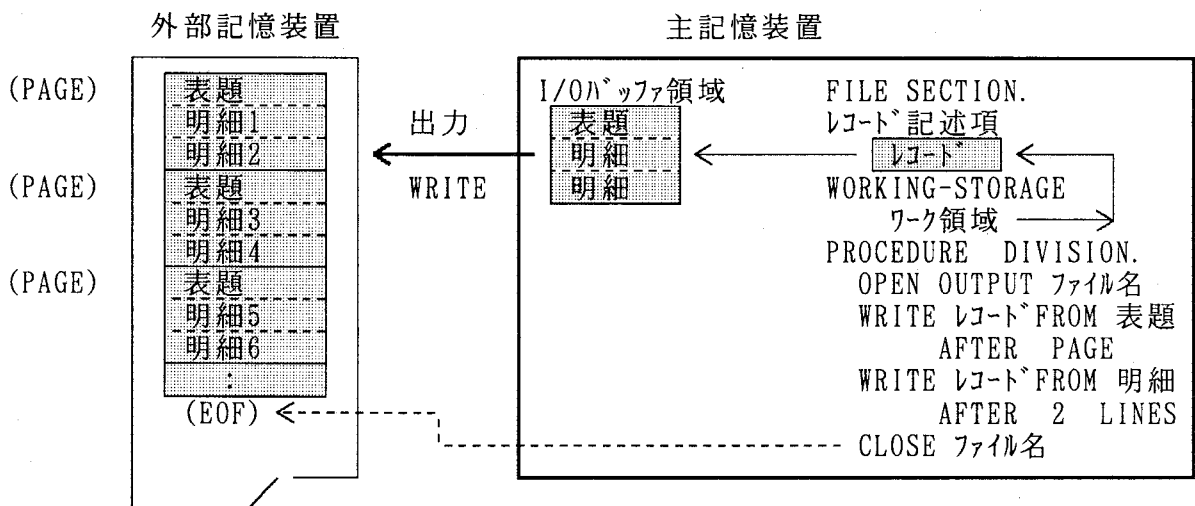 外部記憶装置
主記憶装置
(PAGE)
表題
明細1
明細2
(PAGE)
表題
明細3
明細4
(PAGE)
表題
明細5
明細6
:
(EOF)
出力
WRITE
I/Oバッファ領域
表題
明細
明細
FILE SECTION.
レコード記述項
レコード
WORKING-STORAGE
ワーク領域
PROCEDURE DIVISION.
OPEN OUTPUT ファイル名
WRITE レコード FROM 表題
AFTER PAGE
WRITE レコード FROM 明細
AFTER 2 LINES
CLOSE ファイル名